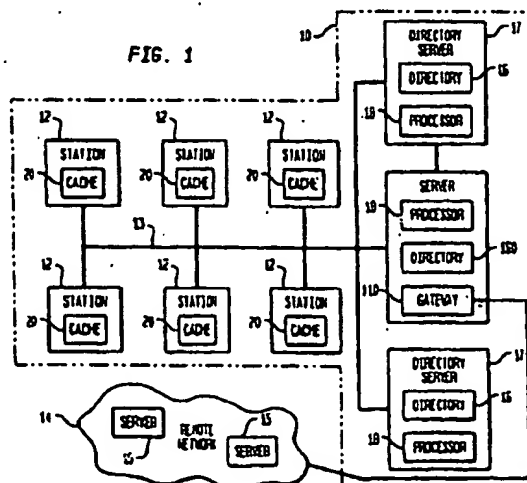 FIG. 1
10
17
DIRECTORY
SERVER
DIRECTORY
16
18
PROCESSOR
12
12
12
STATION
STATION
STATION
20
CACHE
20
CACHE
20
CACHE
SERVER
19
PROCESSOR
13
DIRECTORY
12
12
12
GATEWAY
STATION
STATION
STATION
20
CACHE
20
CACHE
20
CACHE
17
DIRECTORY
SERVER
DIRECTORY
16
18
PROCESSOR
14
SERVER
REMOTE
NETWORK
15
SERVER
15